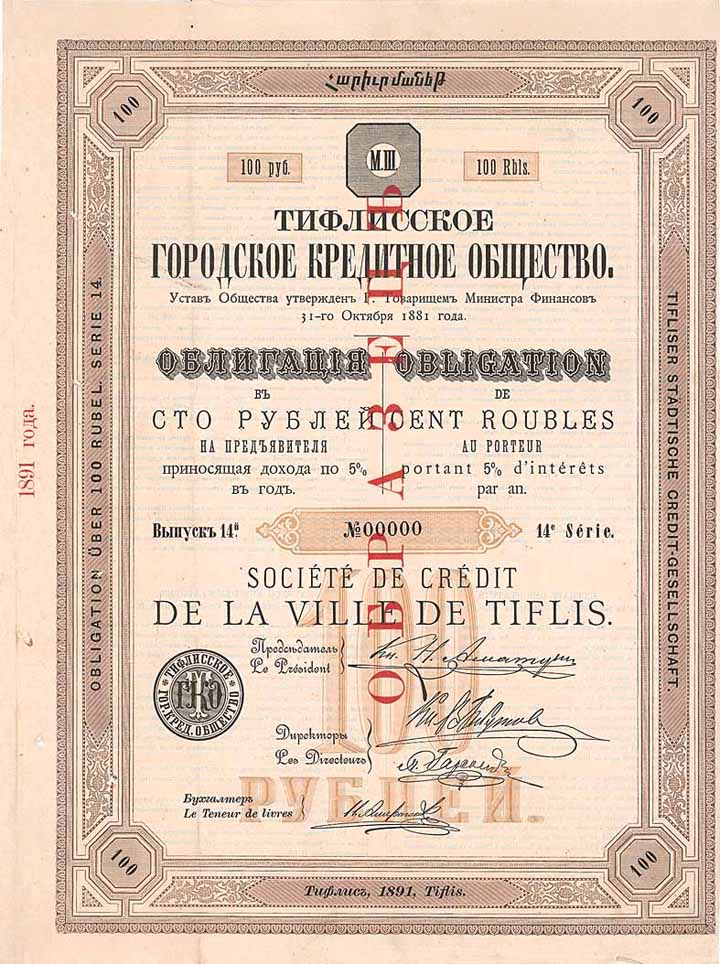 Հարիւր մանեթ
100
100
100 руб.
М.Ш
100 Rbls.
ТИФЛИССКОЕ
ГОРОДСКОЕ КРЕДИТНОЕ ОБЩЕСТВО.
Уставъ Общества утвержденъ Г. Товарищемъ Министра Финансовъ
31-го Октября 1881 года.
ОБЛИГАЦІЯ OBLIGATION
ВЪ DE
СТО РУБЛЕЙ CENT ROUBLES
НА ПРЕДЪЯВИТЕЛЯ AU PORTEUR
приносящая дохода по 5% portant 5% d'intérêts
въ годъ. par an.
Выпускъ 14й. №00000 14e Série.
SOCIÉTÉ DE CRÉDIT
DE LA VILLE DE TIFLIS.
100
РУБЛЕЙ.
Предсѣдатель
Le Président
ТИФЛИССКОЕ
ГОР. КРЕД. ОБЩЕСТВО
Директоры
Les Directeurs
Бухгалтеръ
Le Teneur de livres
100
100
Тифлисъ, 1891, Tiflis.
OBLIGATION ÜBER 100 RUBEL. SERIE 14.
TIFLISER STÄDTISCHE CREDIT-GESELLSCHAFT.
ОБРАЗЕЦЪ
1891 года.